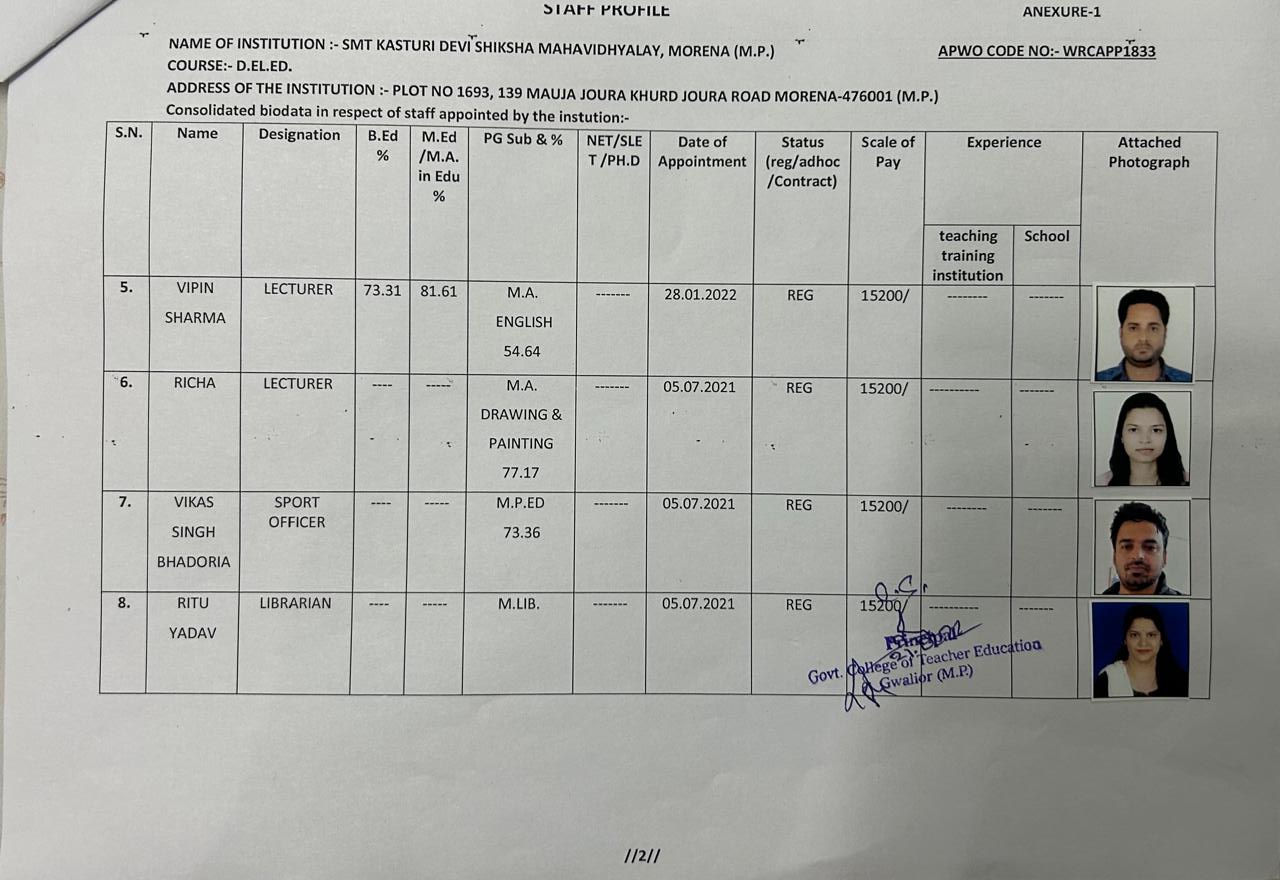 STAFF PROFILE
ANEXURE-1
NAME OF INSTITUTION :- SMT KASTURI DEVI SHIKSHA MAHAVIDHYALAY, MORENA (M.P.)
APWO CODE NO:- WRCAPP1833
COURSE:- D.EL.ED.
ADDRESS OF THE INSTITUTION :- PLOT NO 1693, 139 MAUJA JOURA KHURD JOURA ROAD MORENA-476001 (M.P.)
Consolidated biodata in respect of staff appointed by the instution:-
S.N. Name Designation B.Ed M.Ed PG Sub & % NET/SLE Date of Status Scale of Experience Attached
% /M.A. T /PH.D Appointment (reg/adhoc Pay Photograph
in Edu /Contract)
%
teaching School
training
institution
5. VIPIN LECTURER 73.31 81.61 M.A. ------- 28.01.2022 REG 15200/ -------- -------
SHARMA ENGLISH
54.64
6. RICHA LECTURER ---- ----- M.A. ------- 05.07.2021 REG 15200/ ---------- -------
DRAWING &
PAINTING
77.17
7. VIKAS SPORT ---- ----- M.P.ED ------- 05.07.2021 REG 15200/ -------- -------
SINGH OFFICER 73.36
BHADORIA
8. RITU LIBRARIAN ---- ----- M.LIB. ------- 05.07.2021 REG 15200/ ---------- -------
YADAV
Principal
Govt. College of Teacher Education
Gwalior (M.P.)
//2//